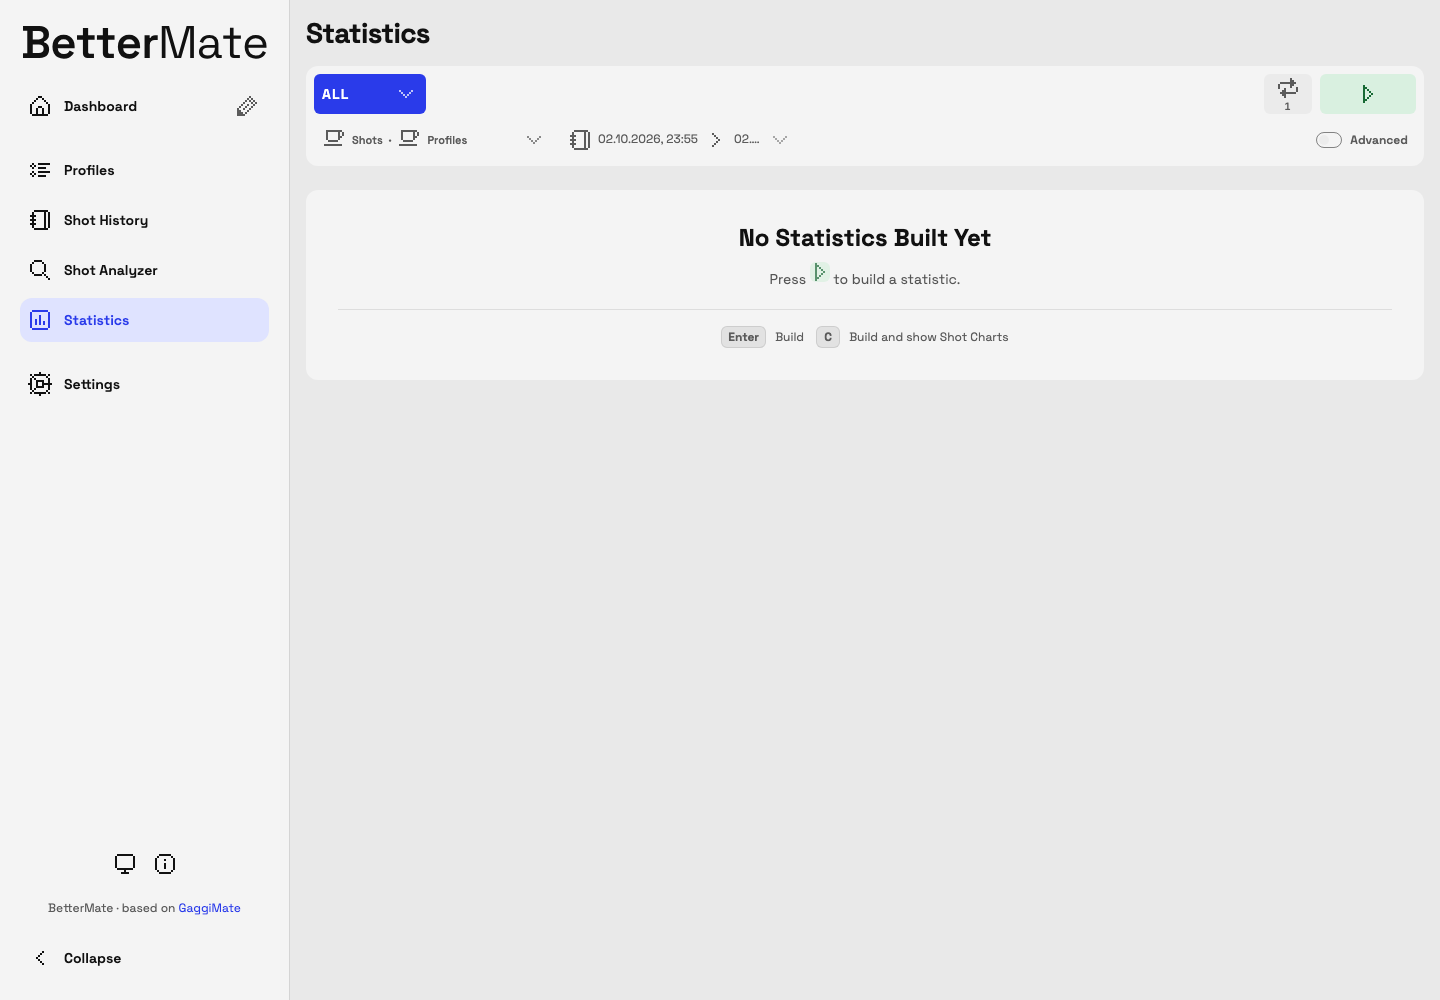 BetterMate
Dashboard
Profiles
Shot History
Shot Analyzer
Statistics
Settings
BetterMate · based on GaggiMate
Collapse
Statistics
ALL
1
Shots · Profiles
02.10.2026, 23:55 02....
Advanced
No Statistics Built Yet
Press to build a statistic.
Enter Build C Build and show Shot Charts